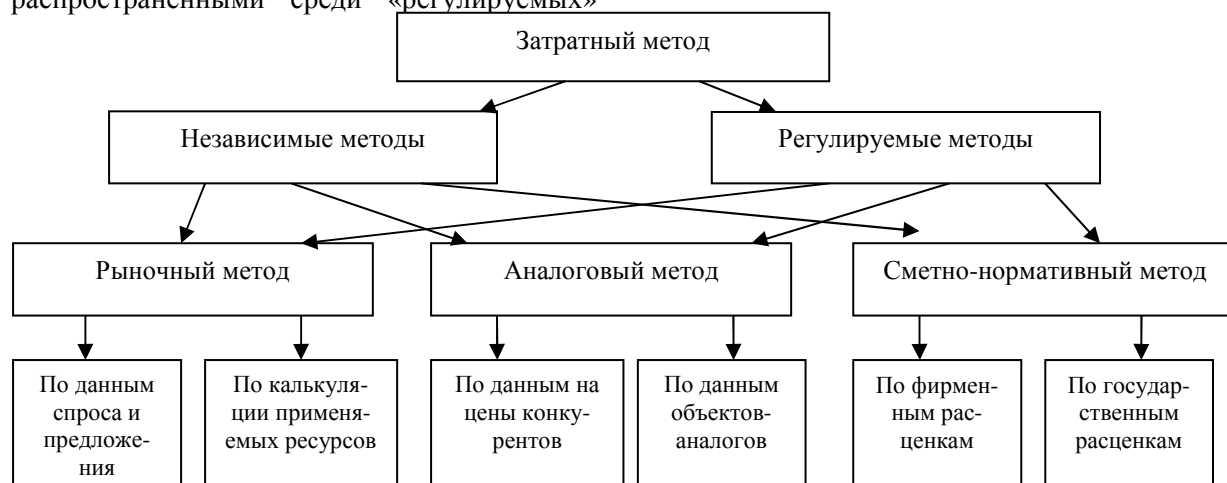 распространенными среди «регулируемых»
Затратный метод
Независимые методы
Регулируемые методы
Рыночный метод
Аналоговый метод
Сметно-нормативный метод
По данным
спроса и
предложе-
ния
По калькуля-
ции применя-
емых ресурсов
По данным на
цены конку-
рентов
По данным
объектов-
аналогов
По фирмен-
ным рас-
ценкам
По государ-
ственным
расценкам